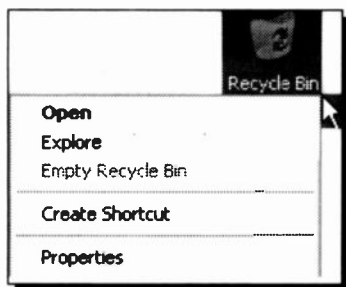 Recycle Bin
Open
Explore
Empty Recycle Bin
Create Shortcut
Properties